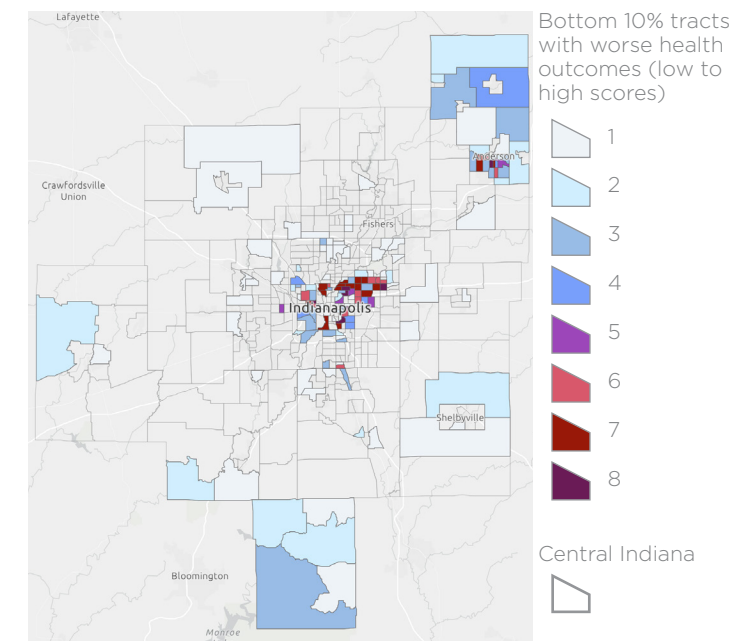 Lafayette
Crawfordsville
Union
Anderson
Fishers
Indianapolis
Shelbyville
Bloomington
Monroe
Bottom 10% tracts
with worse health
outcomes (low to
high scores)
1
2
3
4
5
6
7
8
Central Indiana